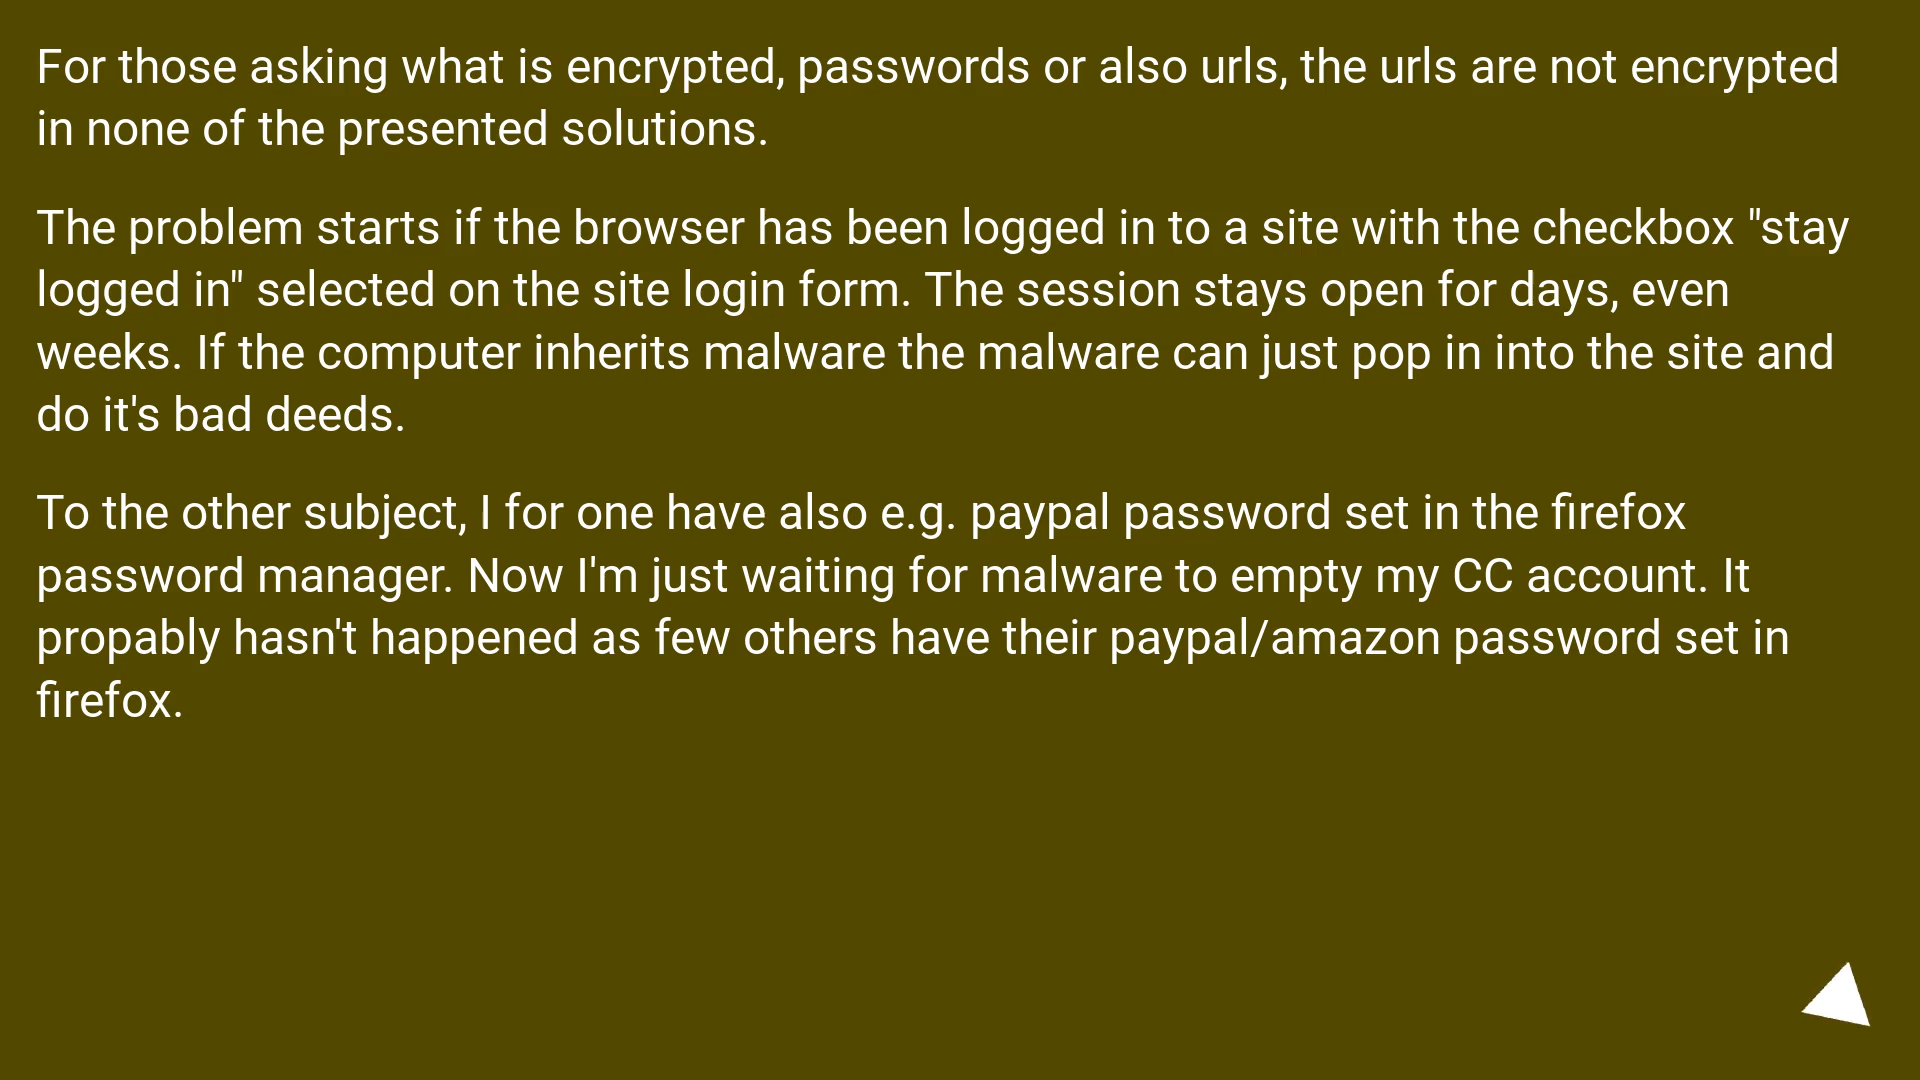 For those asking what is encrypted, passwords or also urls, the urls are not encrypted
in none of the presented solutions.
The problem starts if the browser has been logged in to a site with the checkbox "stay
logged in" selected on the site login form. The session stays open for days, even
weeks. If the computer inherits malware the malware can just pop in into the site and
do it's bad deeds.
To the other subject, I for one have also e.g. paypal password set in the firefox
password manager. Now I'm just waiting for malware to empty my CC account. It
propably hasn't happened as few others have their paypal/amazon password set in
firefox.